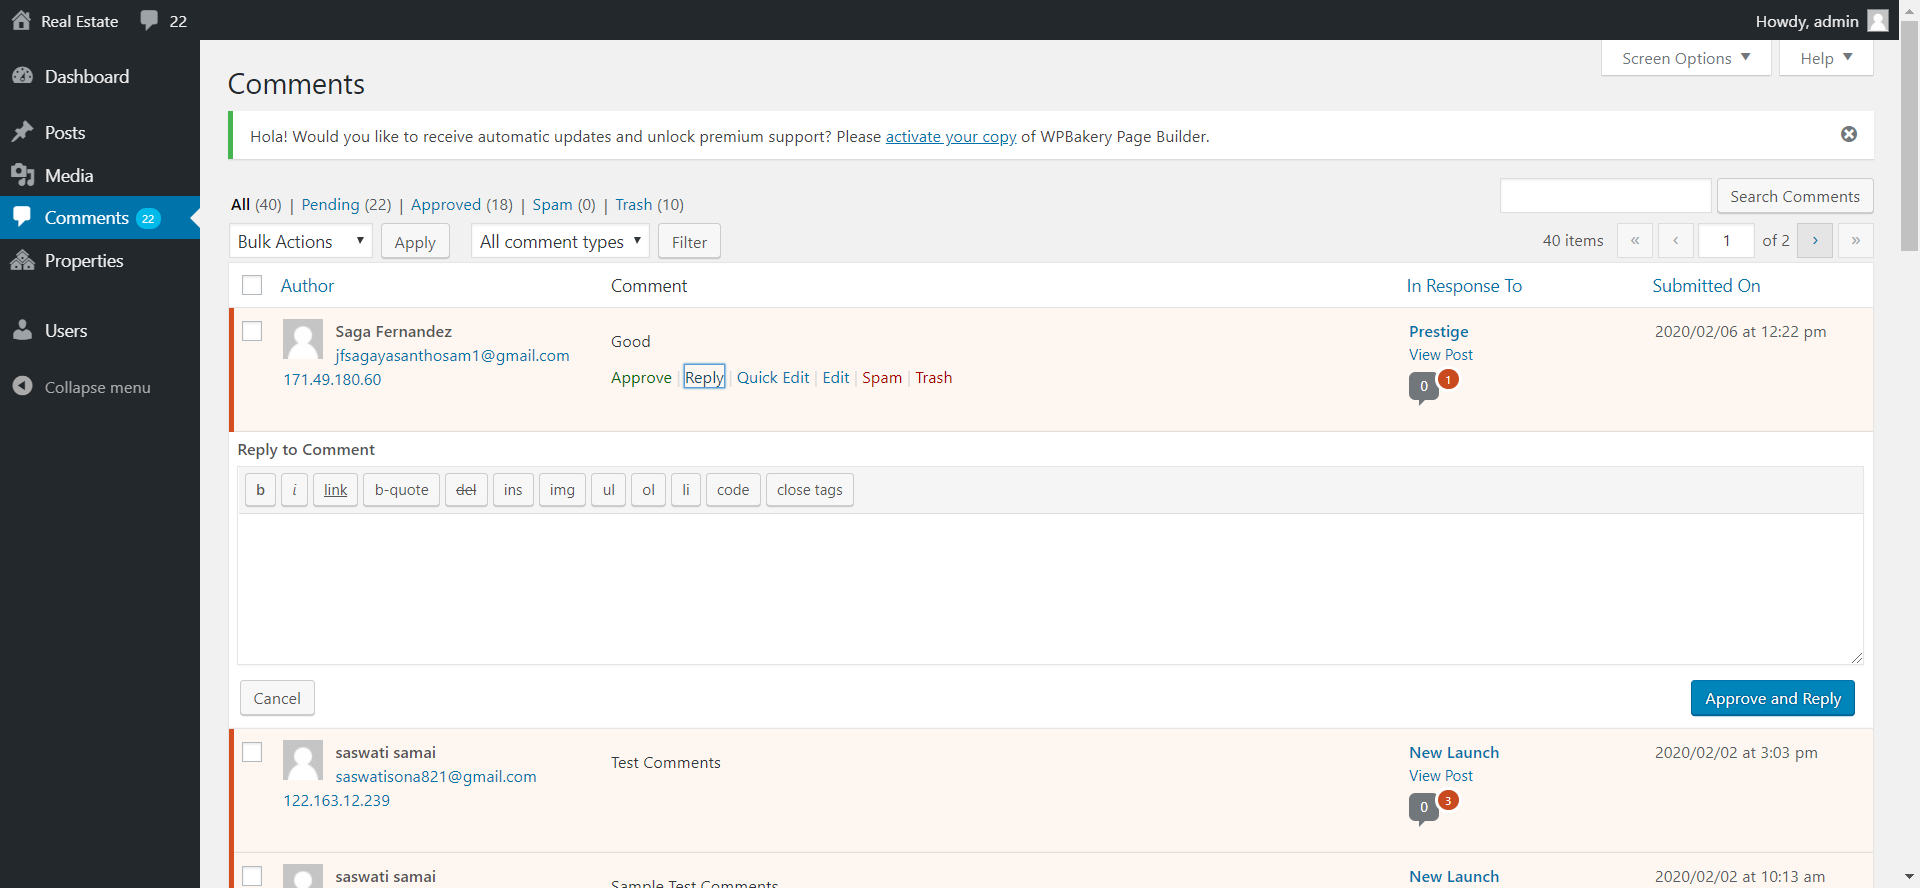 Real Estate 22 Howdy, admin
Dashboard
Posts
Media
Comments 22
Properties
Users
Collapse menu
Screen Options Help
Comments
Hola! Would you like to receive automatic updates and unlock premium support? Please activate your copy of WPBakery Page Builder.
All (40) | Pending (22) | Approved (18) | Spam (0) | Trash (10)
Search Comments
Bulk Actions Apply All comment types Filter 40 items « ‹ 1 of 2 › »
Author Comment In Response To Submitted On
Saga Fernandez
jfsagayasanthosam1@gmail.com
171.49.180.60
Good
Approve | Reply | Quick Edit | Edit | Spam | Trash
Prestige
View Post
0 1
2020/02/06 at 12:22 pm
Reply to Comment
b i link b-quote del ins img ul ol li code close tags
Cancel Approve and Reply
saswati samai
saswatisona821@gmail.com
122.163.12.239
Test Comments
New Launch
View Post
0 3
2020/02/02 at 3:03 pm
saswati samai
Sample Test Comments
New Launch
2020/02/02 at 10:13 am